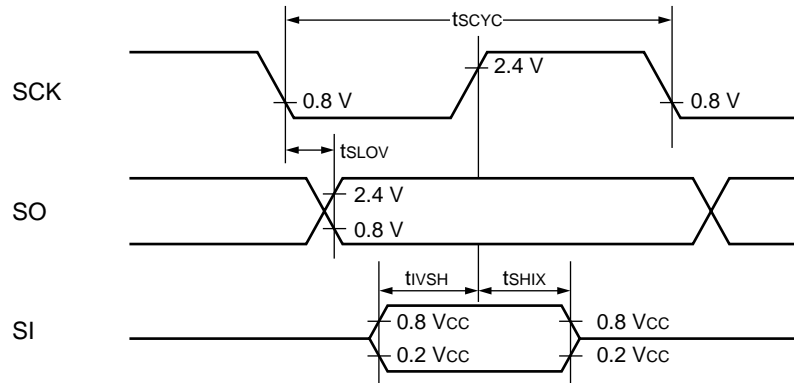 tSCYC
SCK
2.4 V
0.8 V
0.8 V
tSLOV
SO
2.4 V
0.8 V
tIVSH
tSHIX
SI
0.8 VCC
0.8 VCC
0.2 VCC
0.2 VCC